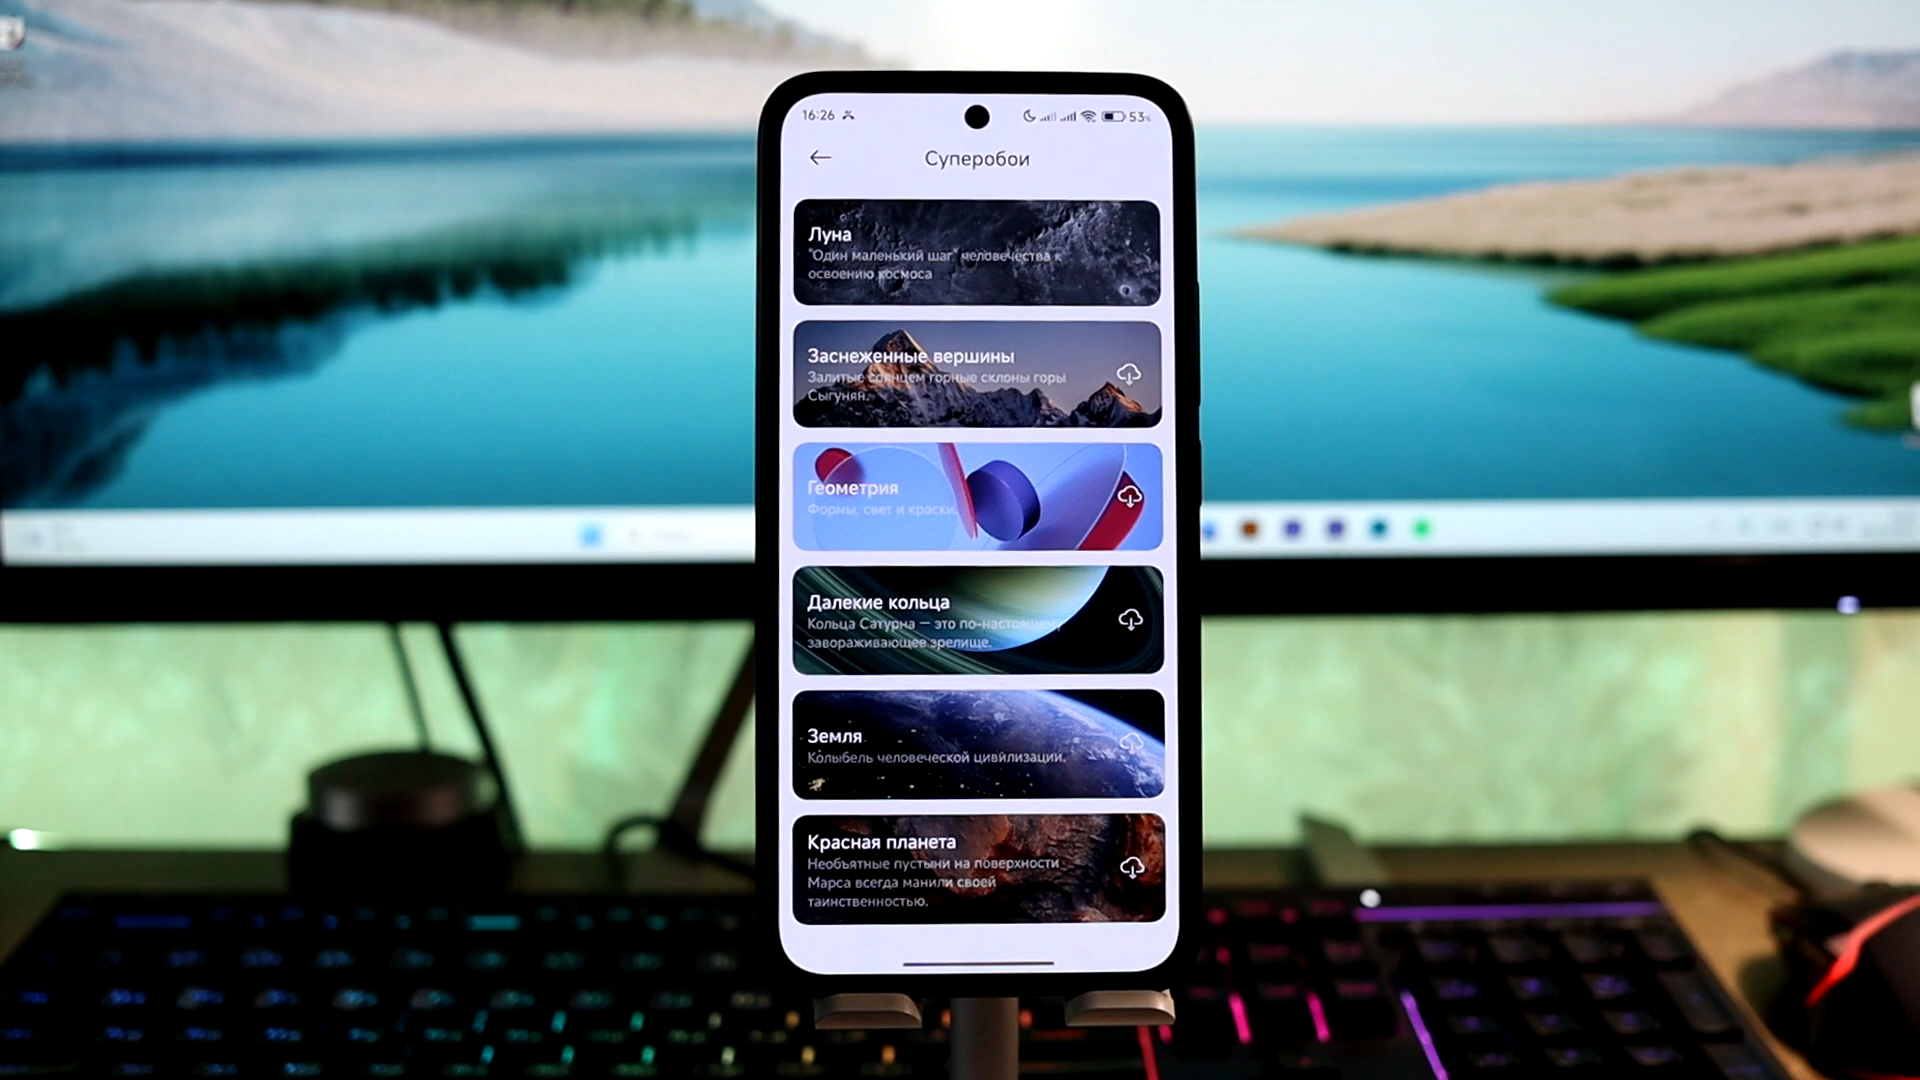 16:26
53%
Суперобои
Луна
"Один маленький шаг" человечества к
освоению космоса
Заснеженные вершины
Залитые солнцем горные склоны горы
Сыгунян.
Геометрия
Формы, свет и краски.
Далекие кольца
Кольца Сатурна — это по-настоящему
завораживающее зрелище.
Земля
Колыбель человеческой цивилизации.
Красная планета
Необъятные пустыни на поверхности
Марса всегда манили своей
таинственностью.